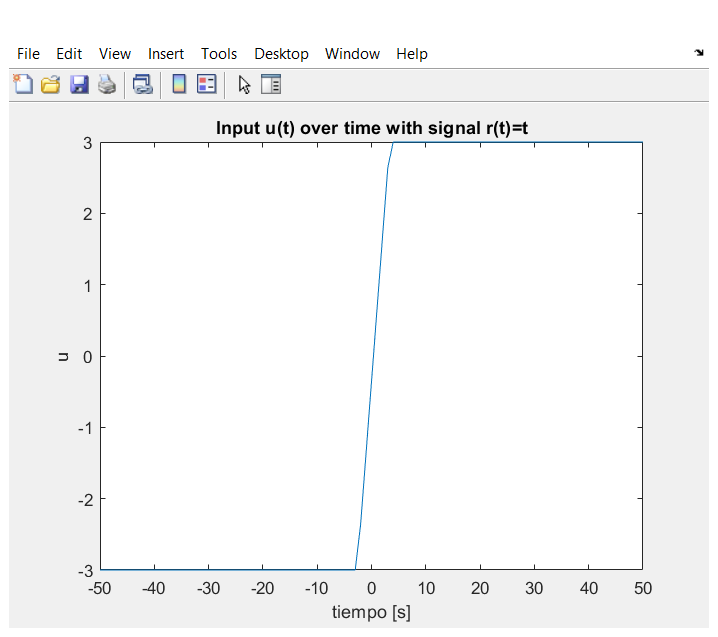 File Edit View Insert Tools Desktop Window Help
Input u(t) over time with signal r(t)=t
3
2
1
0
-1
-2
-3
u
-50 -40 -30 -20 -10 0 10 20 30 40 50
tiempo [s]